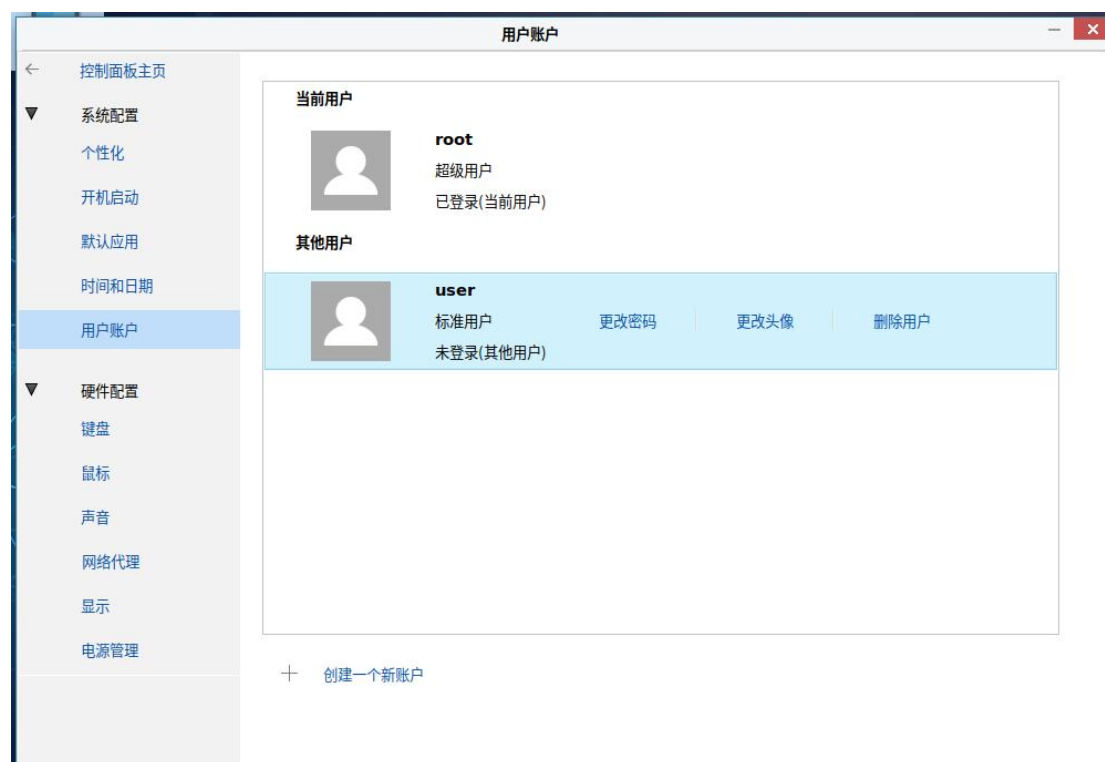 用户账户
控制面板主页
系统配置
个性化
开机启动
默认应用
时间和日期
用户账户
硬件配置
键盘
鼠标
声音
网络代理
显示
电源管理
当前用户
root
超级用户
已登录(当前用户)
其他用户
user
标准用户 更改密码 更改头像 删除用户
未登录(其他用户)
创建一个新账户